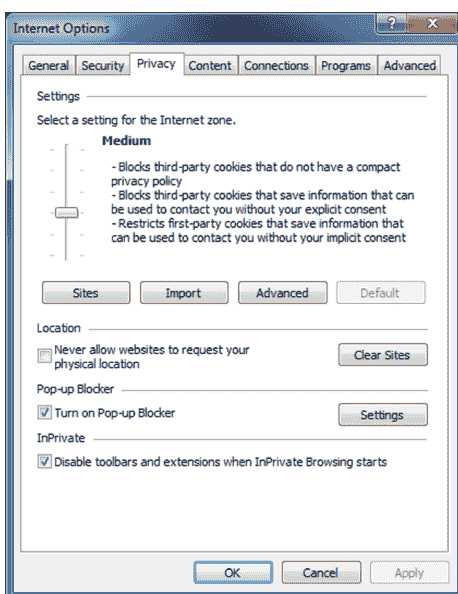 Internet Options
? X
General Security Privacy Content Connections Programs Advanced
Settings
Select a setting for the Internet zone.
Medium
- Blocks third-party cookies that do not have a compact
privacy policy
- Blocks third-party cookies that save information that can
be used to contact you without your explicit consent
- Restricts first-party cookies that save information that
can be used to contact you without your implicit consent
Sites Import Advanced Default
Location
Never allow websites to request your
physical location
Clear Sites
Pop-up Blocker
Turn on Pop-up Blocker
Settings
InPrivate
Disable toolbars and extensions when InPrivate Browsing starts
OK Cancel Apply